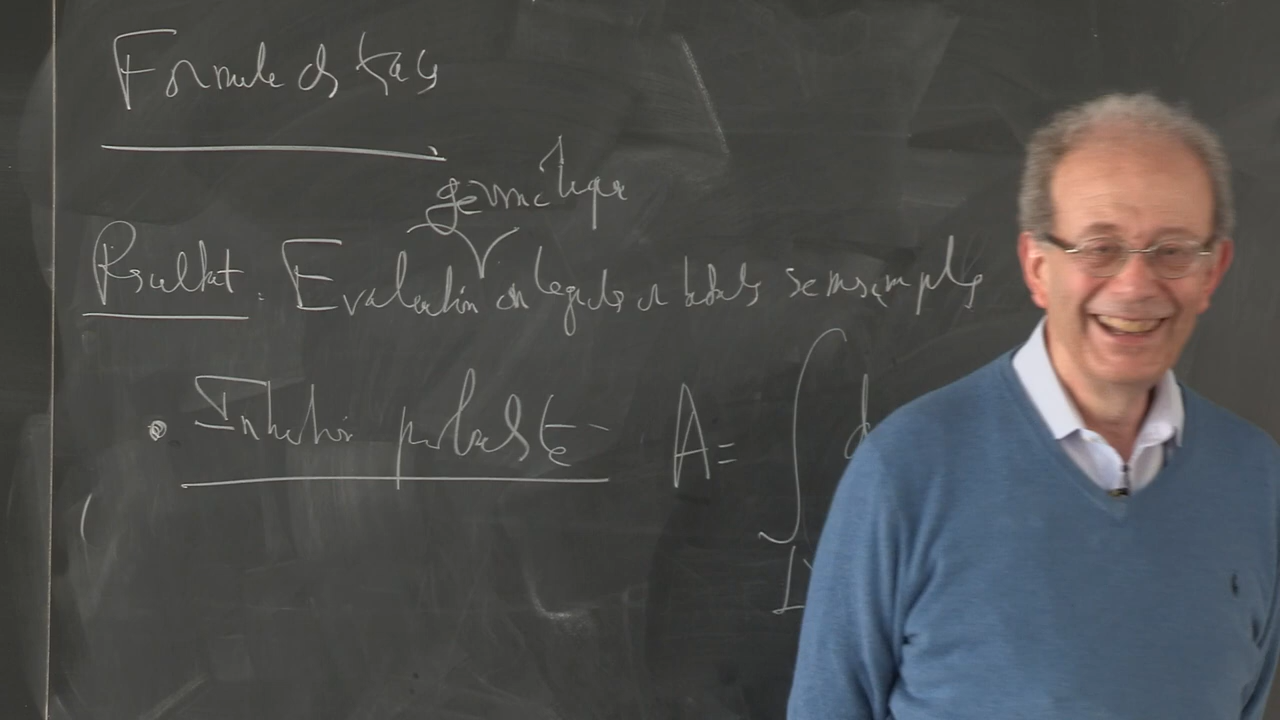 Formule des traces
géométrique
Résultat : Evaluation des intégrales orbitales semisimples
• Intuition probabiliste A = ∫